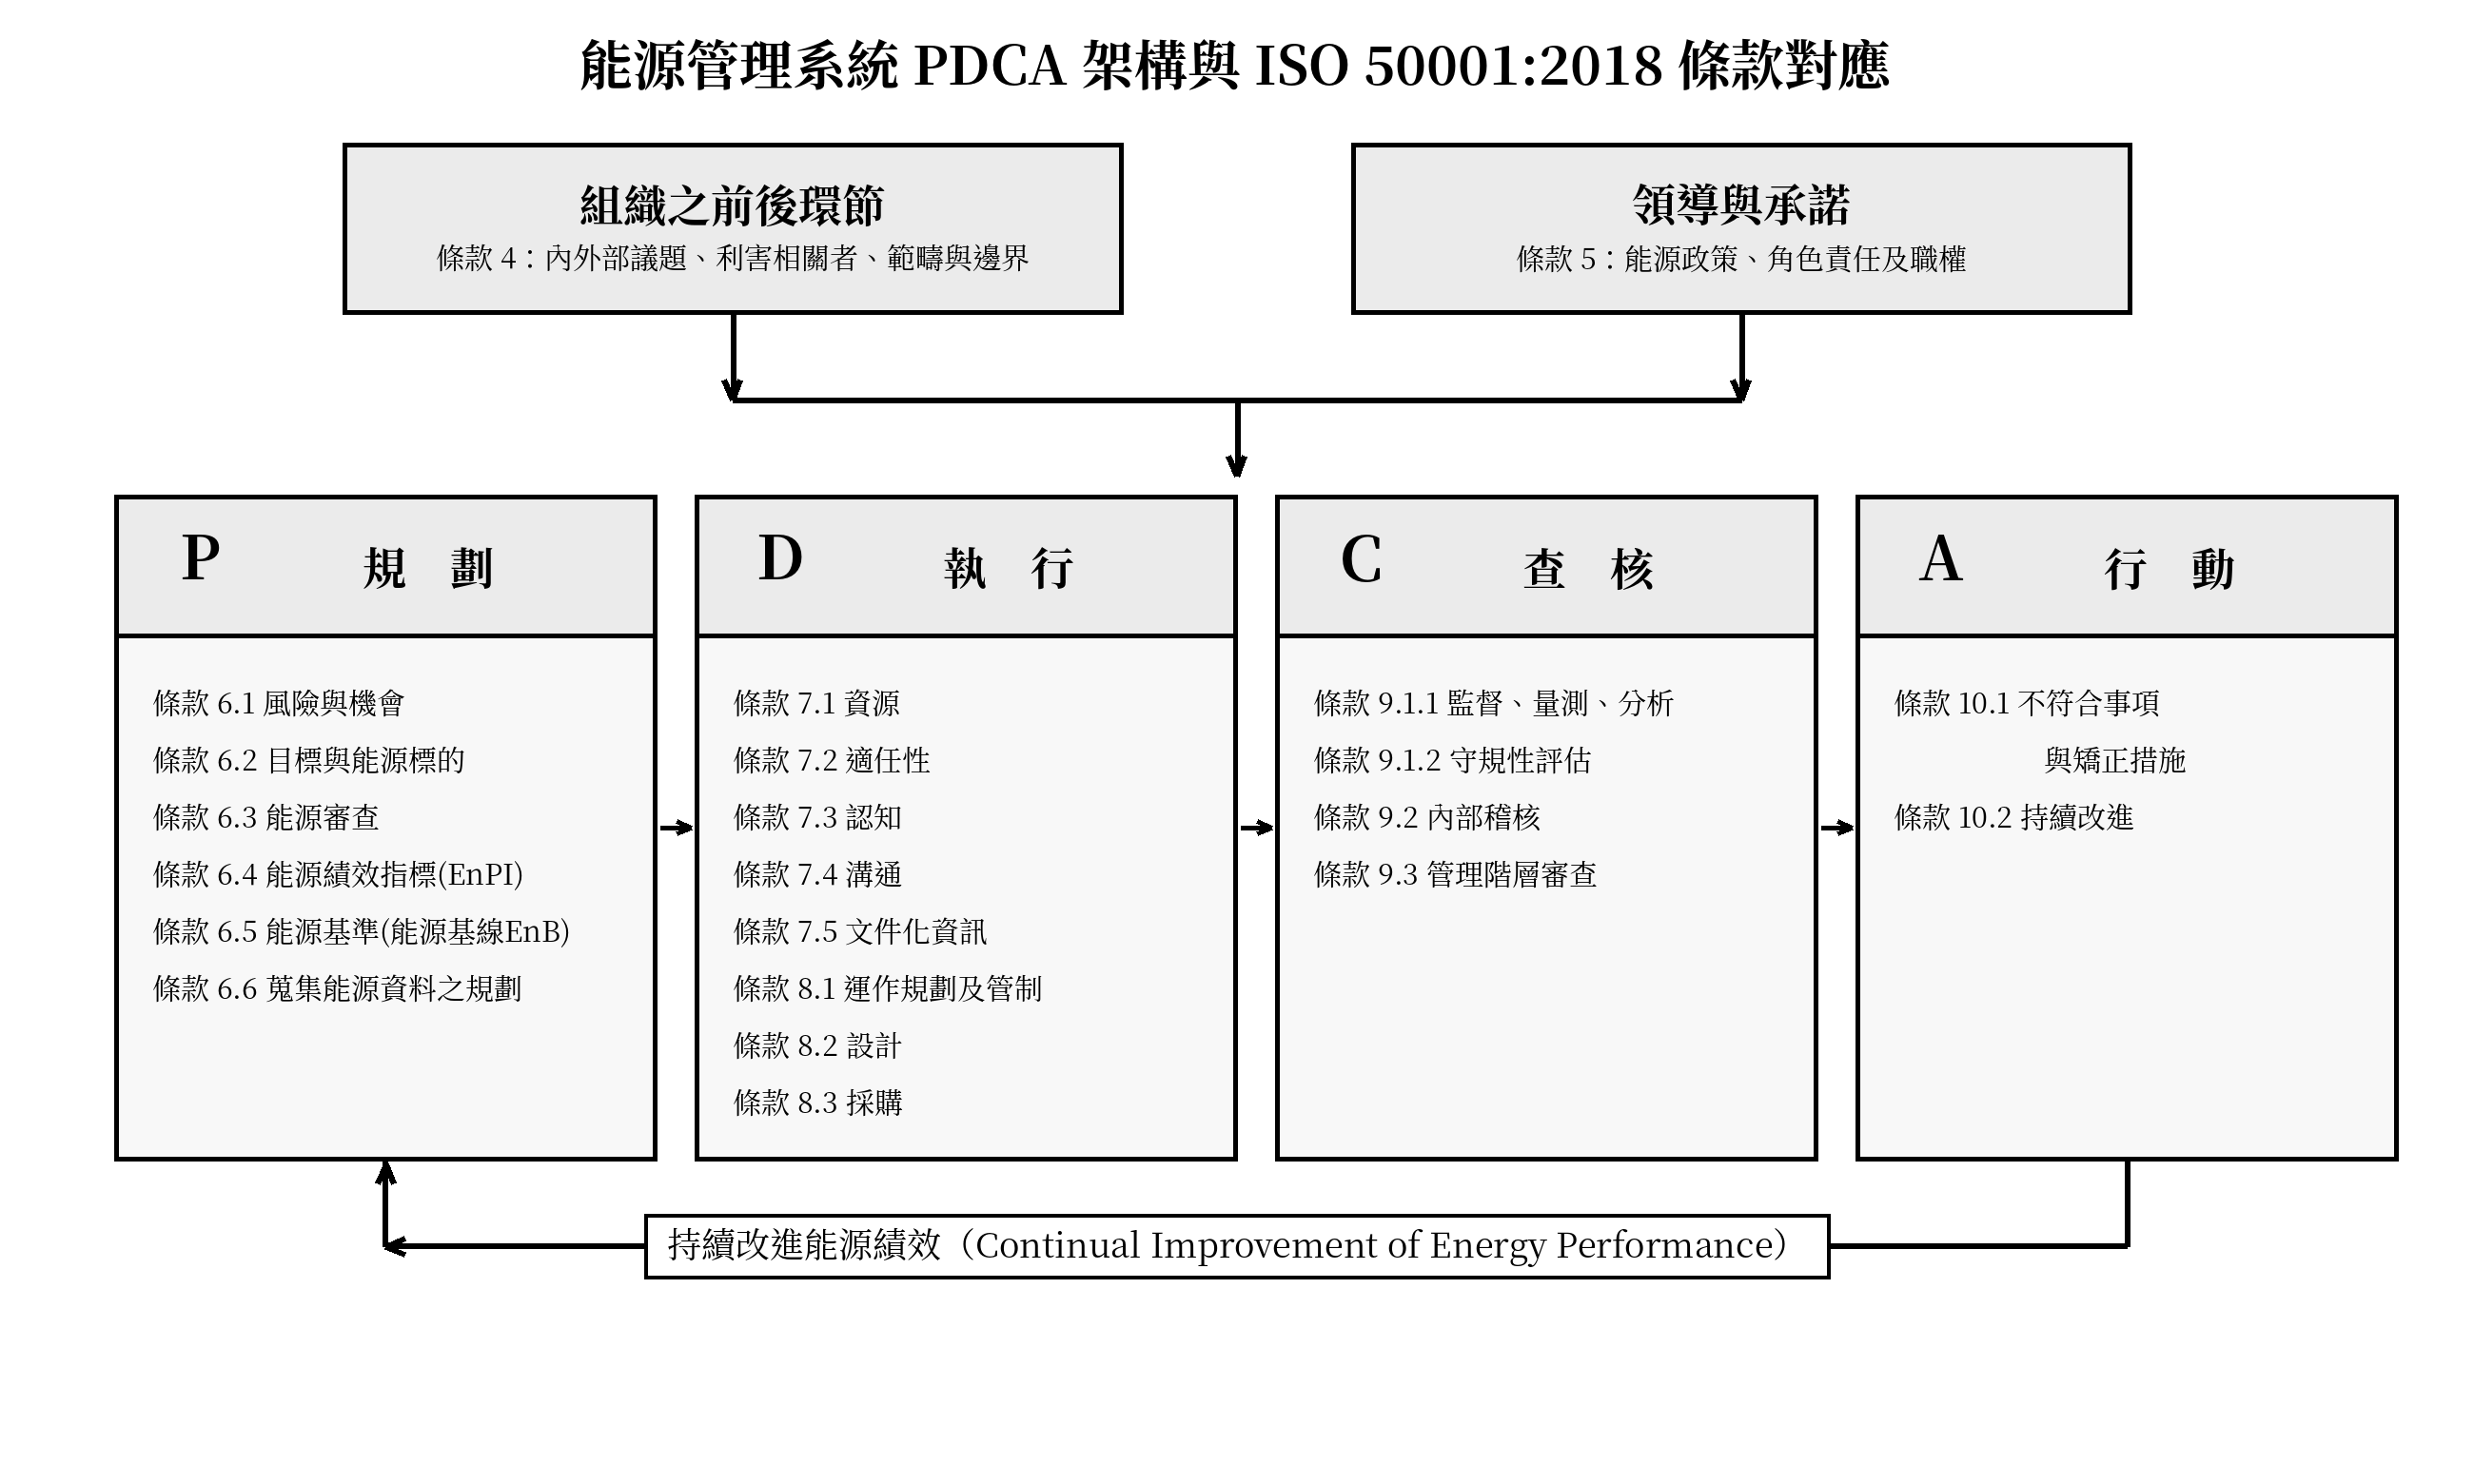 能源管理系統 PDCA 架構與 ISO 50001:2018 條款對應
組織之前後環節
條款 4：內外部議題、利害相關者、範疇與邊界
領導與承諾
條款 5：能源政策、角色責任及職權
P 規 劃
條款 6.1 風險與機會
條款 6.2 目標與能源標的
條款 6.3 能源審查
條款 6.4 能源績效指標(EnPI)
條款 6.5 能源基準(能源基線EnB)
條款 6.6 蒐集能源資料之規劃
D 執 行
條款 7.1 資源
條款 7.2 適任性
條款 7.3 認知
條款 7.4 溝通
條款 7.5 文件化資訊
條款 8.1 運作規劃及管制
條款 8.2 設計
條款 8.3 採購
C 查 核
條款 9.1.1 監督、量測、分析
條款 9.1.2 守規性評估
條款 9.2 內部稽核
條款 9.3 管理階層審查
A 行 動
條款 10.1 不符合事項
與矯正措施
條款 10.2 持續改進
持續改進能源績效（Continual Improvement of Energy Performance）